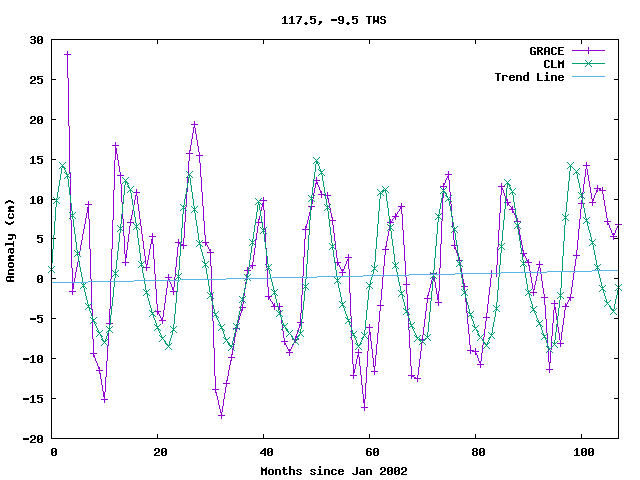 117.5, -9.5 TWS
GRACE
CLM
Trend Line
30
25
20
15
10
5
0
-5
-10
-15
-20
0 20 40 60 80 100
Anomaly (cm)
Months since Jan 2002